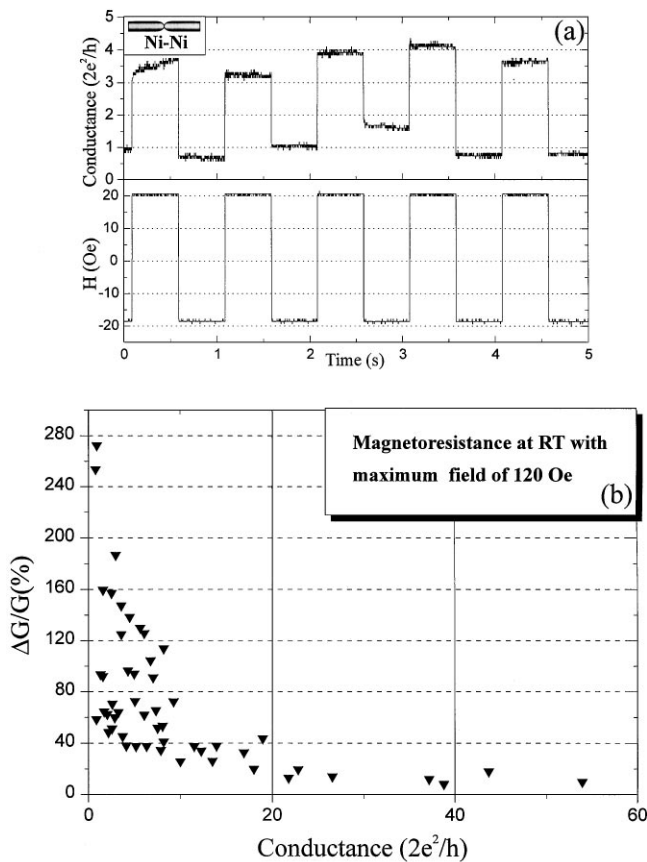 Ni-Ni
(a)
Conductance (2e²/h)
5
4
3
2
1
0
H (Oe)
20
10
0
-10
-20
0 1 2 3 4 5
Time (s)
Magnetoresistance at RT with
maximum field of 120 Oe
(b)
ΔG/G(%)
280
240
200
160
120
80
40
0
0 20 40 60
Conductance (2e²/h)